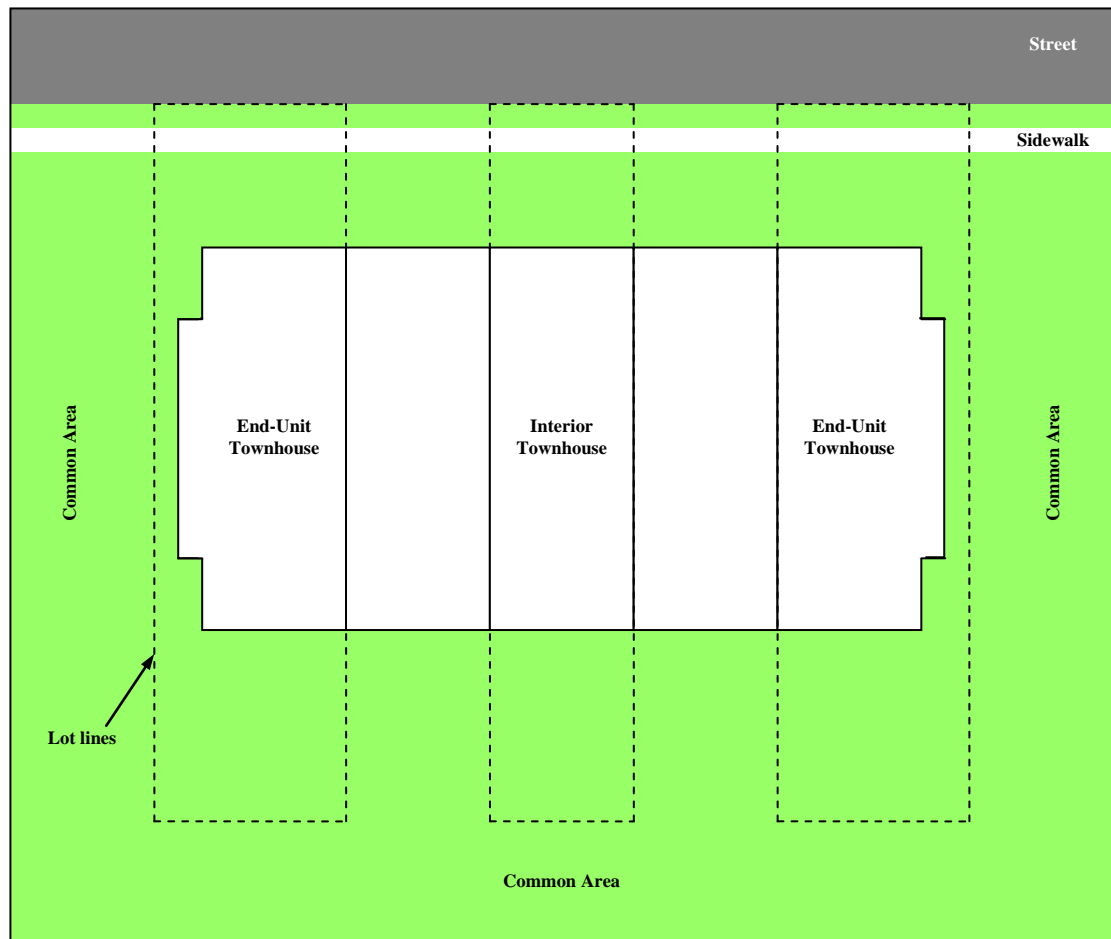 Street
Sidewalk
Common Area
End-Unit
Townhouse
Interior
Townhouse
End-Unit
Townhouse
Common Area
Lot lines
Common Area